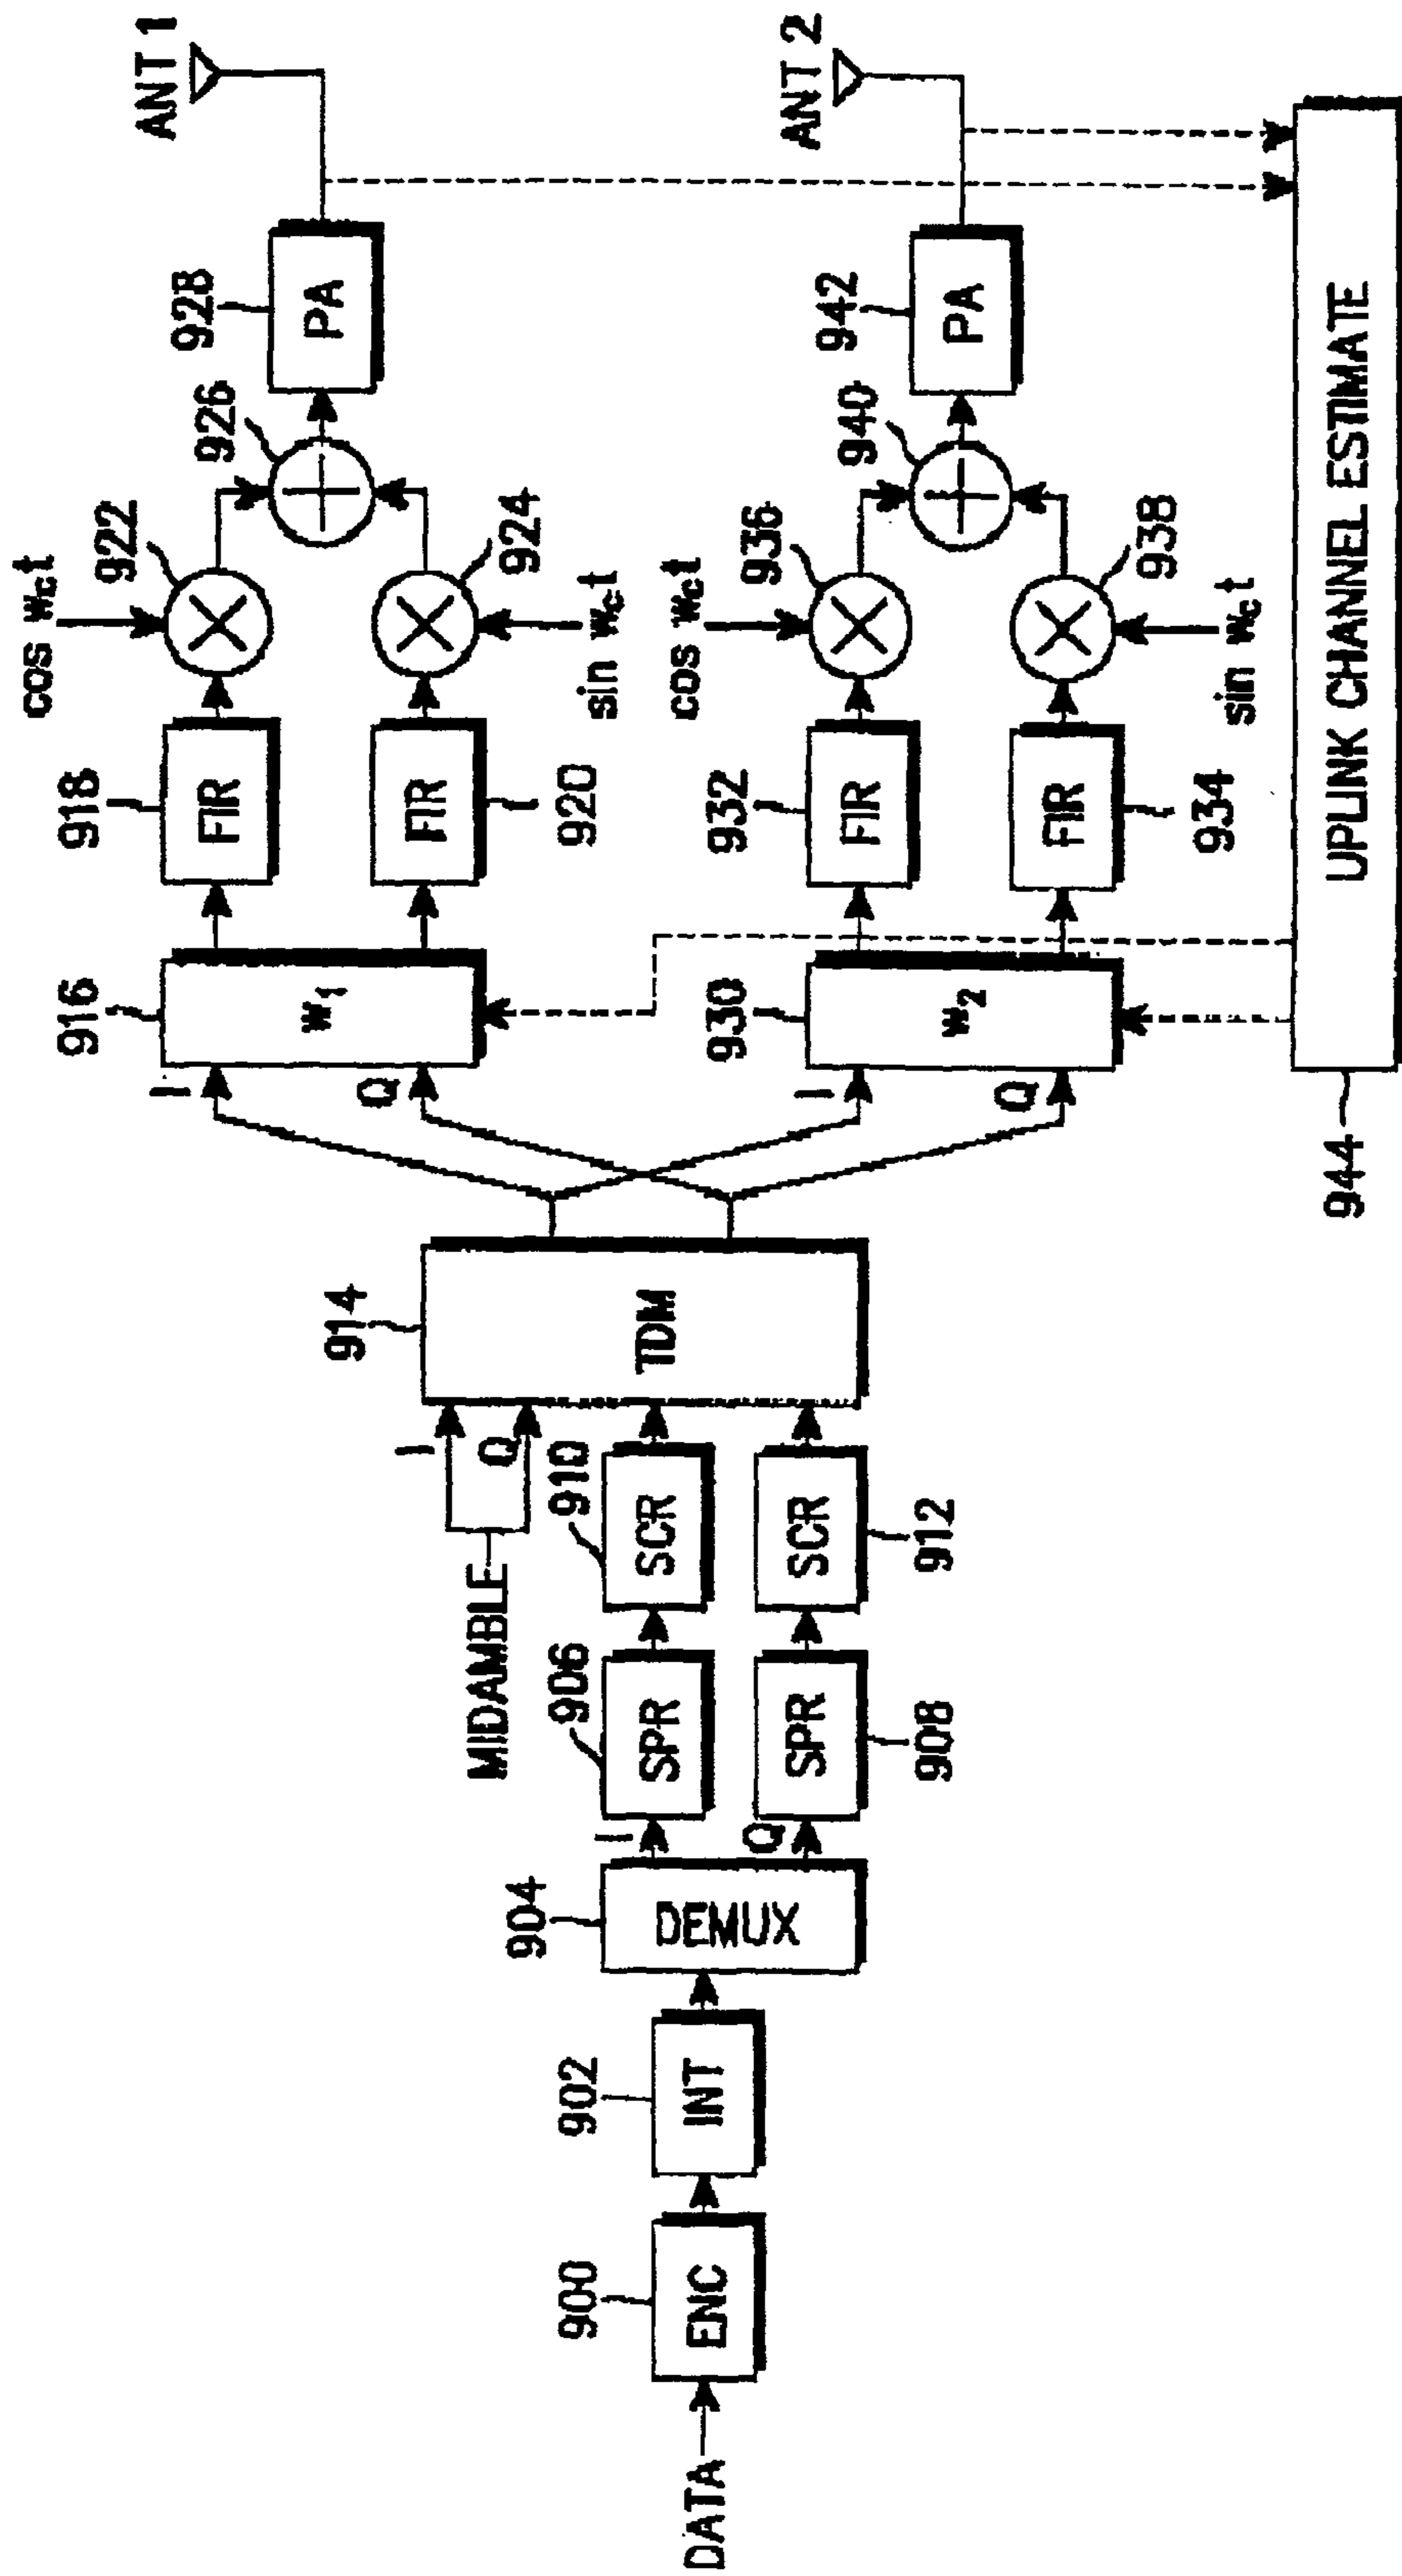 DATA
900
ENC
902
INT
904
DEMUX
I
Q
906
SPR
908
SPR
910
SCR
912
SCR
MIDAMBLE
I
Q
914
TDM
I
Q
916
W1
918
FIR
920
FIR
cos Wct
922
924
sin Wct
926
928
PA
ANT 1
I
Q
930
W2
932
FIR
934
FIR
cos Wct
936
938
sin Wct
940
942
PA
ANT 2
944
UPLINK CHANNEL ESTIMATE